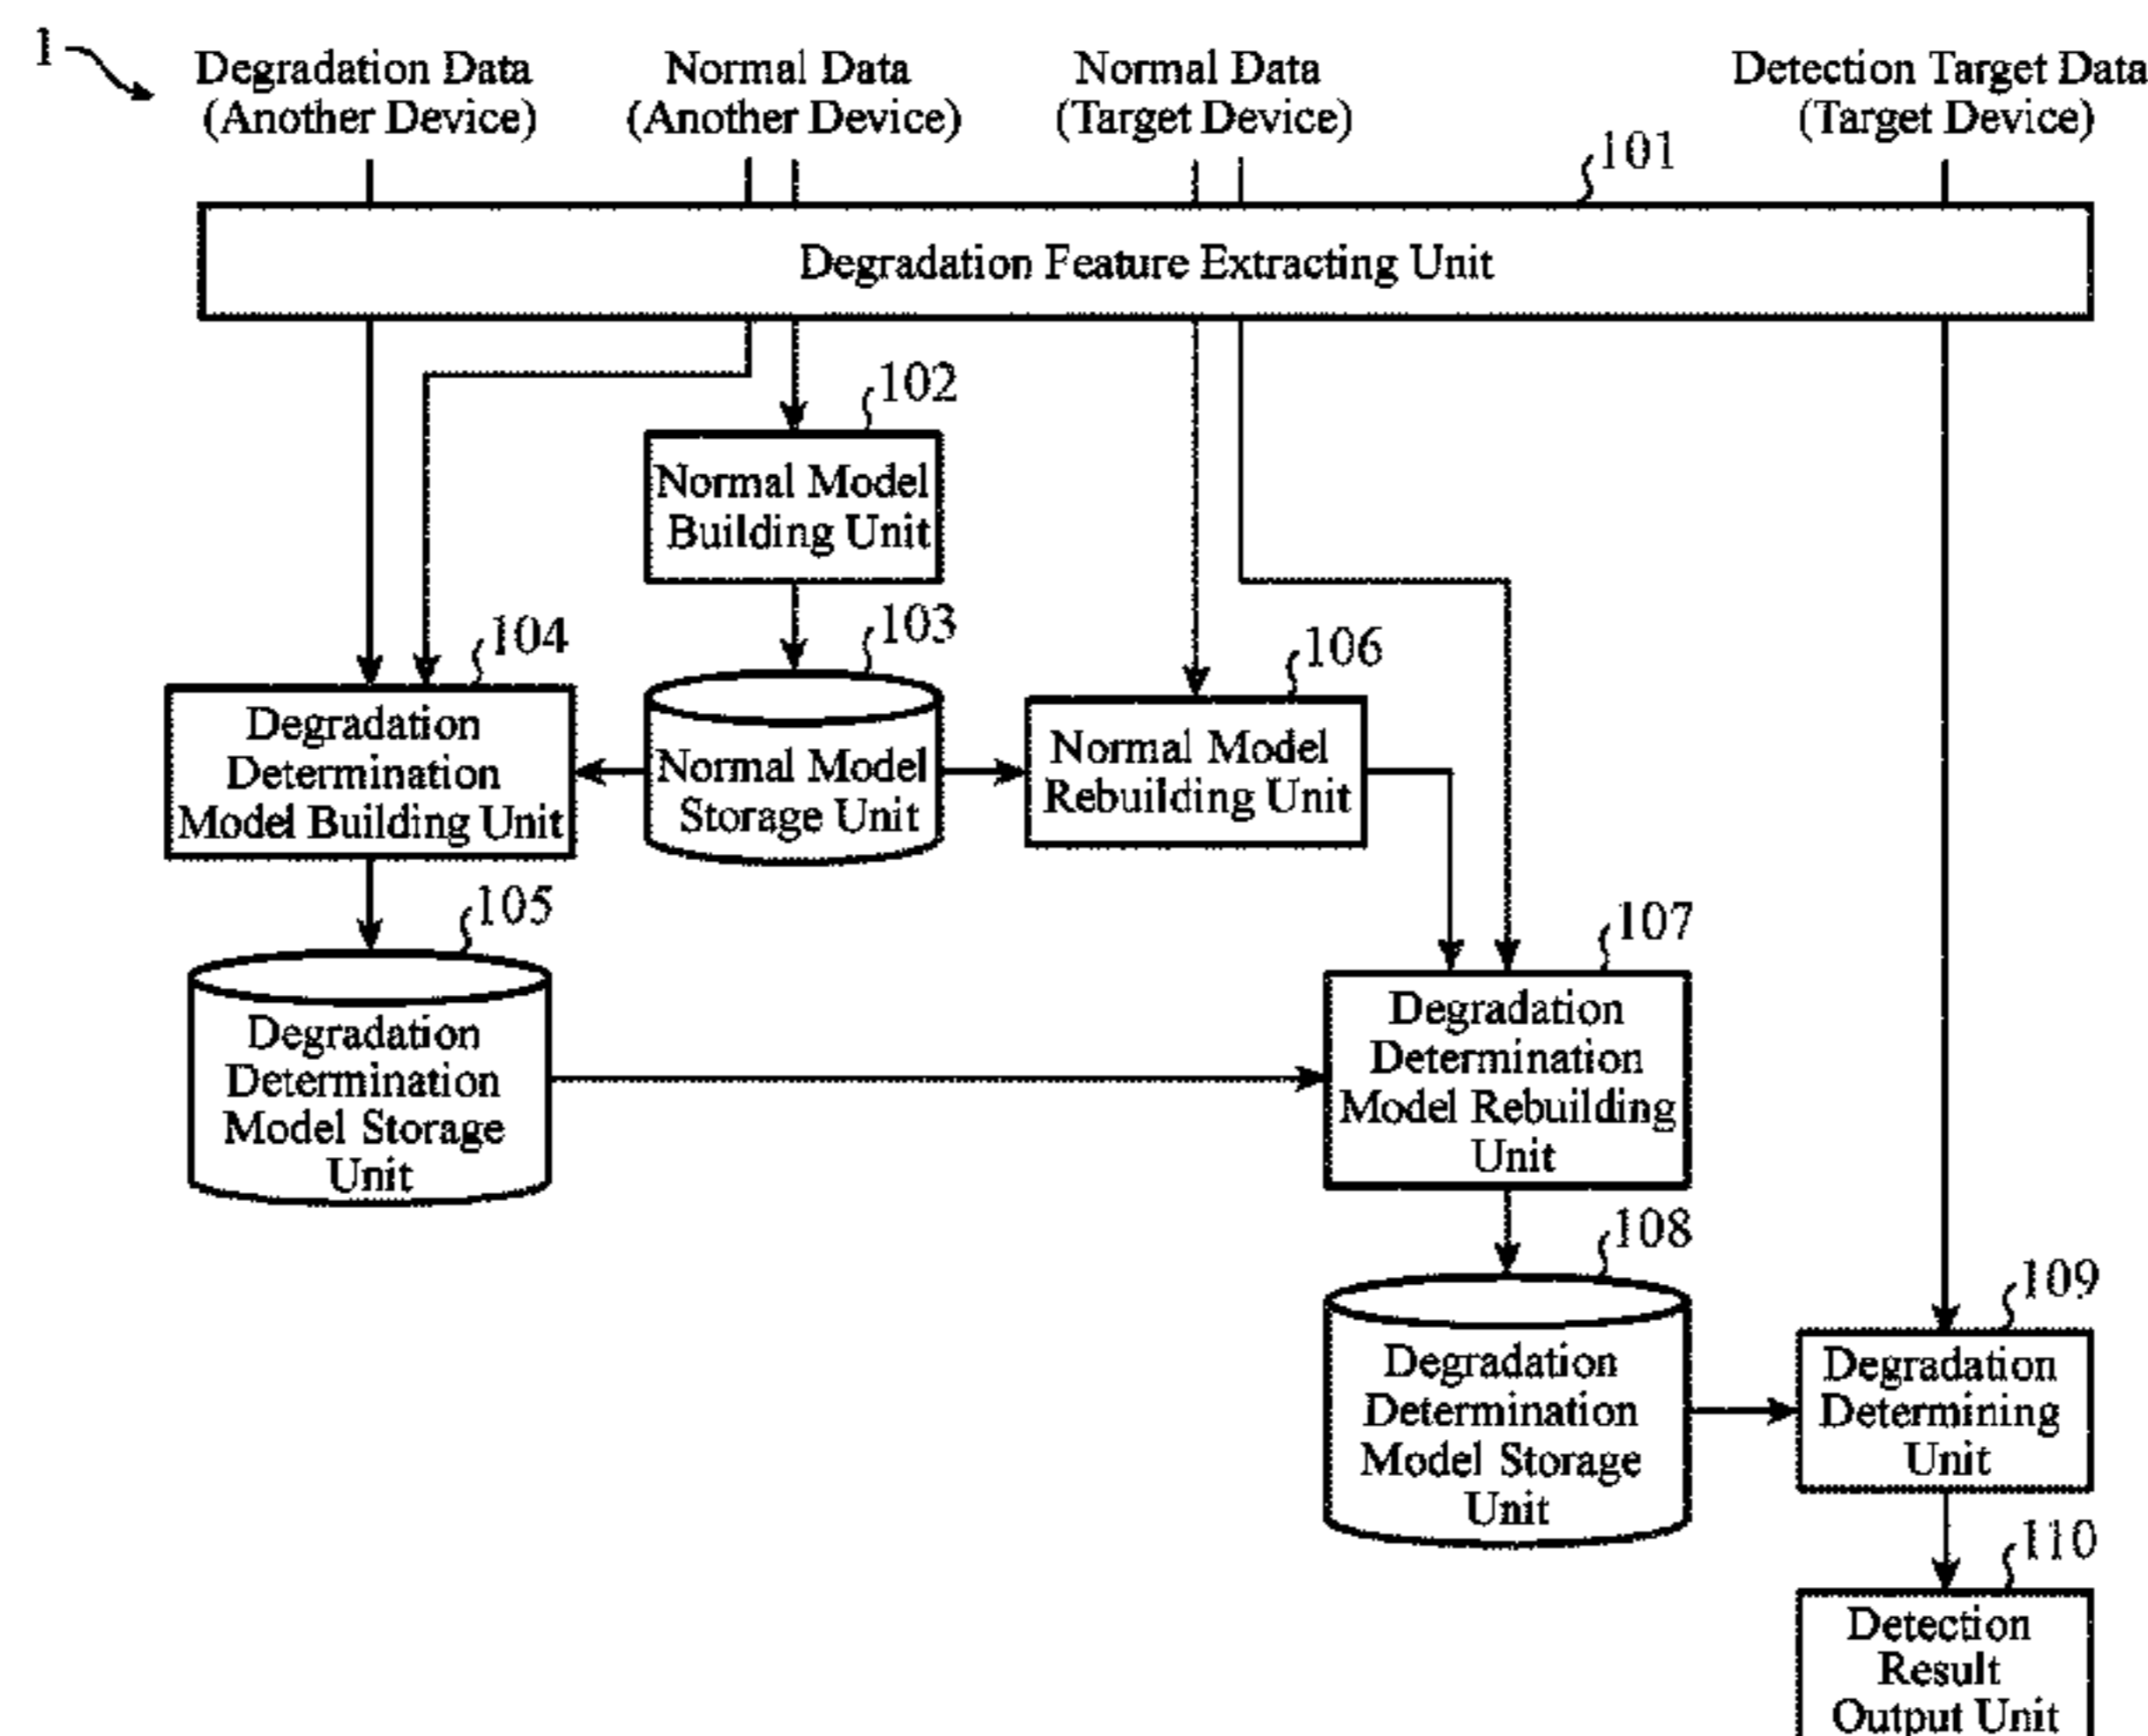 1
Degradation Data
(Another Device)
Normal Data
(Another Device)
Normal Data
(Target Device)
Detection Target Data
(Target Device)
101
Degradation Feature Extracting Unit
102
Normal Model
Building Unit
103
Normal Model
Storage Unit
104
Degradation
Determination
Model Building Unit
106
Normal Model
Rebuilding Unit
105
Degradation
Determination
Model Storage
Unit
107
Degradation
Determination
Model Rebuilding
Unit
108
Degradation
Determination
Model Storage
Unit
109
Degradation
Determining
Unit
110
Detection
Result
Output Unit